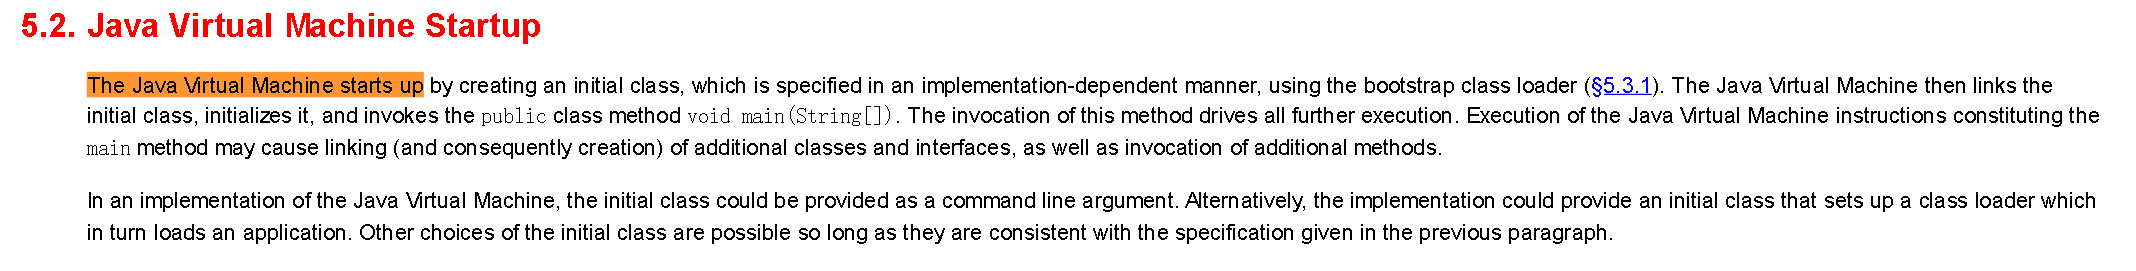 5.2. Java Virtual Machine Startup
The Java Virtual Machine starts up by creating an initial class, which is specified in an implementation-dependent manner, using the bootstrap class loader (§5.3.1). The Java Virtual Machine then links the
initial class, initializes it, and invokes the public class method void main(String[]). The invocation of this method drives all further execution. Execution of the Java Virtual Machine instructions constituting the
main method may cause linking (and consequently creation) of additional classes and interfaces, as well as invocation of additional methods.
In an implementation of the Java Virtual Machine, the initial class could be provided as a command line argument. Alternatively, the implementation could provide an initial class that sets up a class loader which
in turn loads an application. Other choices of the initial class are possible so long as they are consistent with the specification given in the previous paragraph.